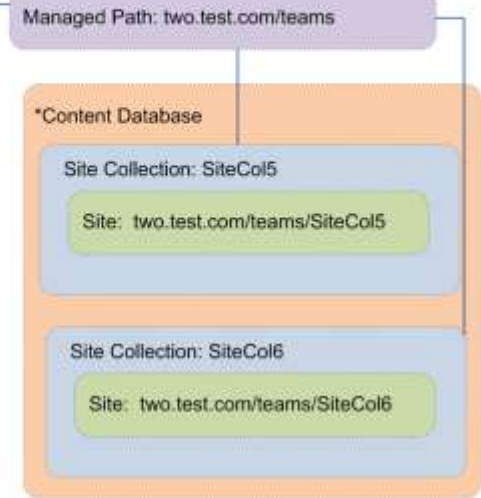 Managed Path: two.test.com/teams
*Content Database
Site Collection: SiteCol5
Site: two.test.com/teams/SiteCol5
Site Collection: SiteCol6
Site: two.test.com/teams/SiteCol6